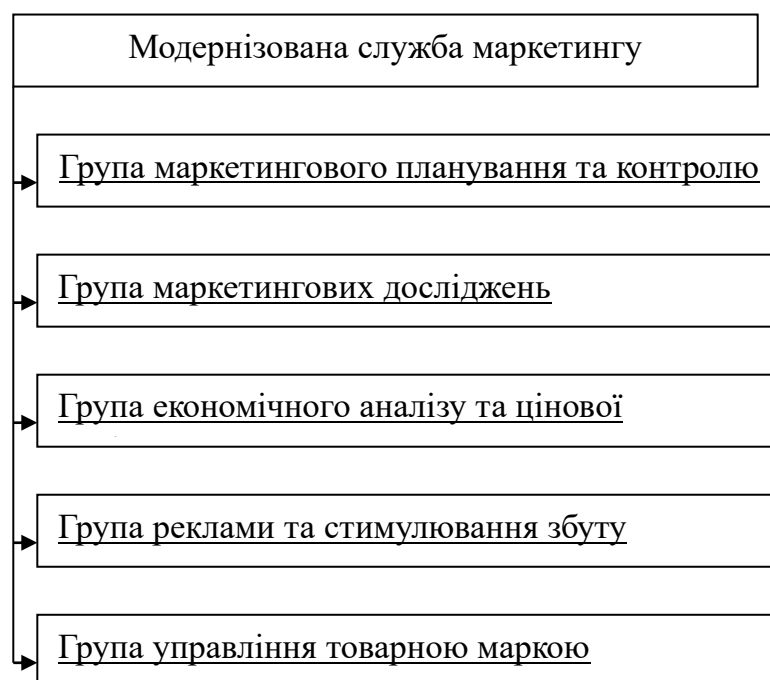 Модернізована служба маркетингу
Група маркетингового планування та контролю
Група маркетингових досліджень
Група економічного аналізу та цінової
Група реклами та стимулювання збуту
Група управління товарною маркою